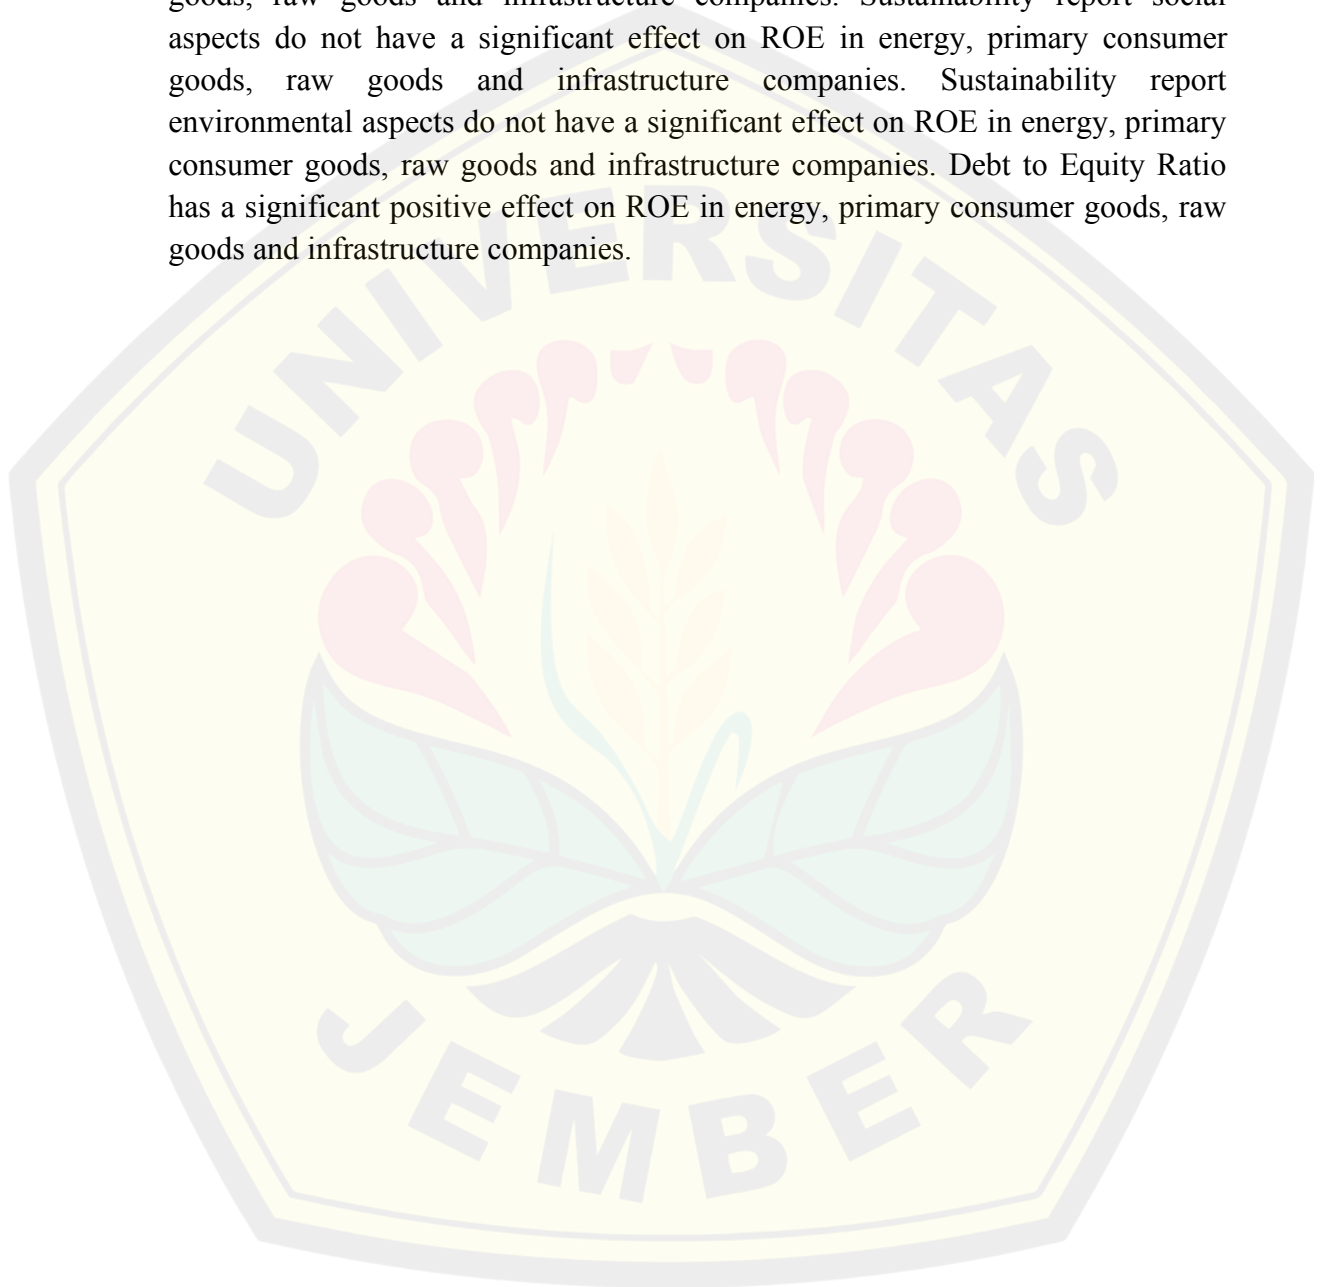 goods, raw goods and infrastructure companies. Sustainability report social
aspects do not have a significant effect on ROE in energy, primary consumer
goods, raw goods and infrastructure companies. Sustainability report
environmental aspects do not have a significant effect on ROE in energy, primary
consumer goods, raw goods and infrastructure companies. Debt to Equity Ratio
has a significant positive effect on ROE in energy, primary consumer goods, raw
goods and infrastructure companies.
UNIVERSITAS
JEMBER